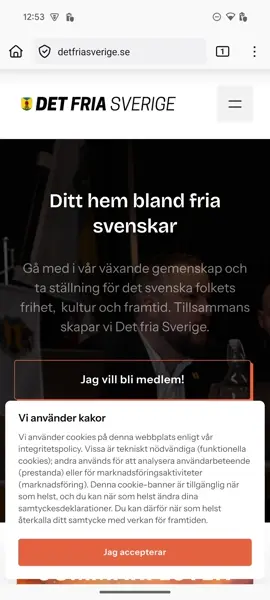 12:53
detfriasverige.se
1
DET FRIA SVERIGE
Ditt hem bland fria
svenskar
Gå med i vår växande gemenskap och
ta ställning för det svenska folkets
frihet, kultur och framtid. Tillsammans
skapar vi Det fria Sverige.
Jag vill bli medlem!
Vi använder kakor
Vi använder cookies på denna webbplats enligt vår
integritetspolicy. Vissa är tekniskt nödvändiga (funktionella
cookies); andra används för att analysera användarbeteende
(prestanda) eller för marknadsföringsaktiviteter
(marknadsföring). Denna cookie-banner är tillgänglig när
som helst, och du kan när som helst ändra dina
samtyckesdeklarationer. Du kan därför när som helst
återkalla ditt samtycke med verkan för framtiden.
Jag accepterar